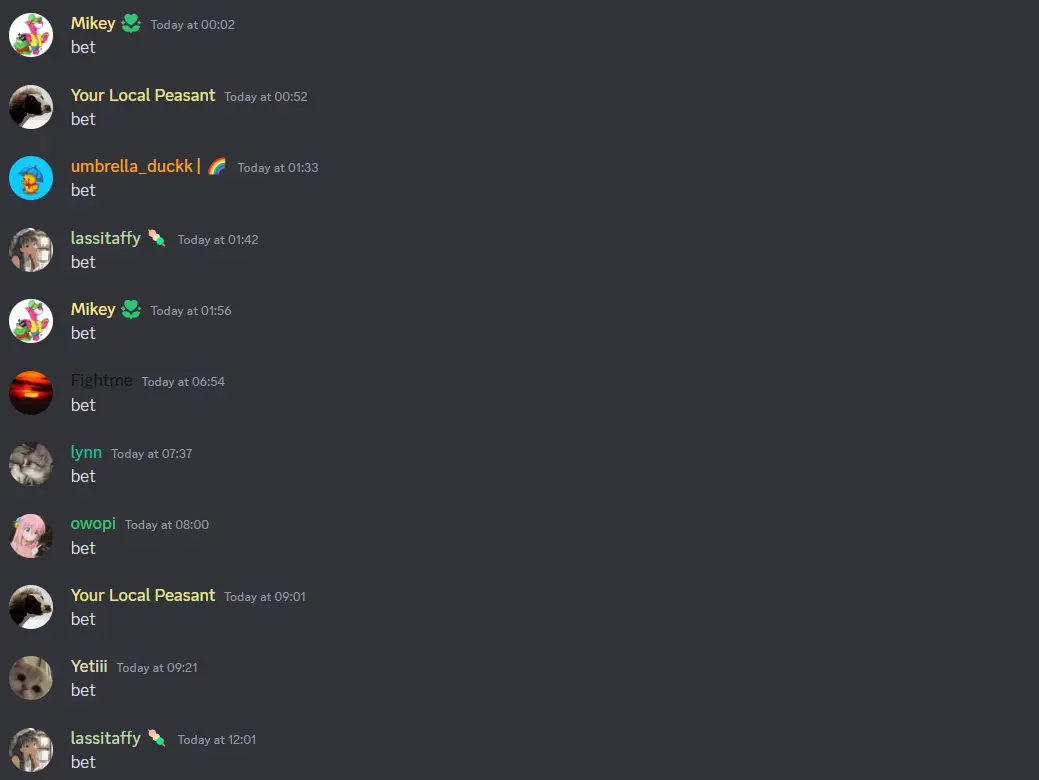 Mikey Today at 00:02
bet
Your Local Peasant Today at 00:52
bet
umbrella_duckk | 🌈 Today at 01:33
bet
lassitaffy 🍡 Today at 01:42
bet
Mikey Today at 01:56
bet
Fightme Today at 06:54
bet
lynn Today at 07:37
bet
owopi Today at 08:00
bet
Your Local Peasant Today at 09:01
bet
Yetiii Today at 09:21
bet
lassitaffy 🍡 Today at 12:01
bet